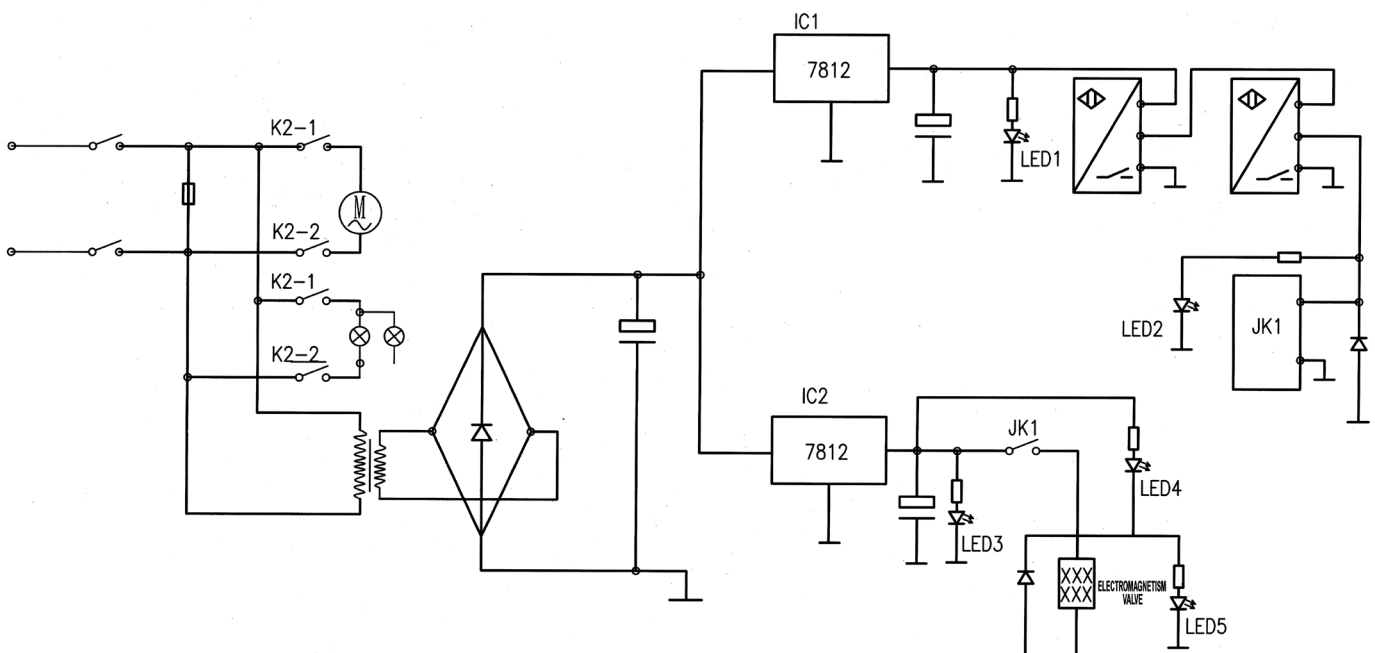 IC1
7812
LED1
K2-1
M
K2-2
K2-1
K2-2
LED2
JK1
IC2
7812
JK1
LED4
LED3
ELECTROMAGNETISM
VALVE
LED5